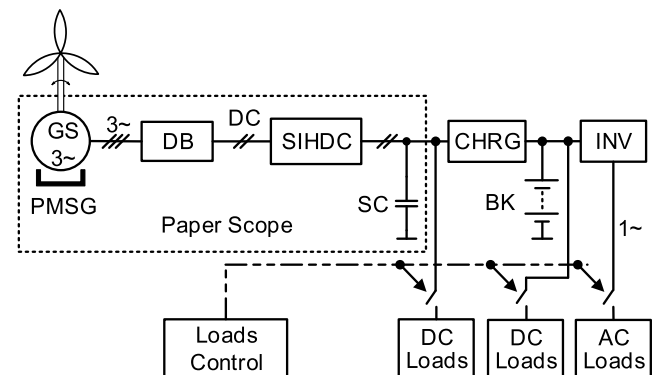 GS
3~
PMSG
3~
DB
DC
SIHDC
SC
Paper Scope
CHRG
BK
INV
1~
Loads
Control
DC
Loads
DC
Loads
AC
Loads